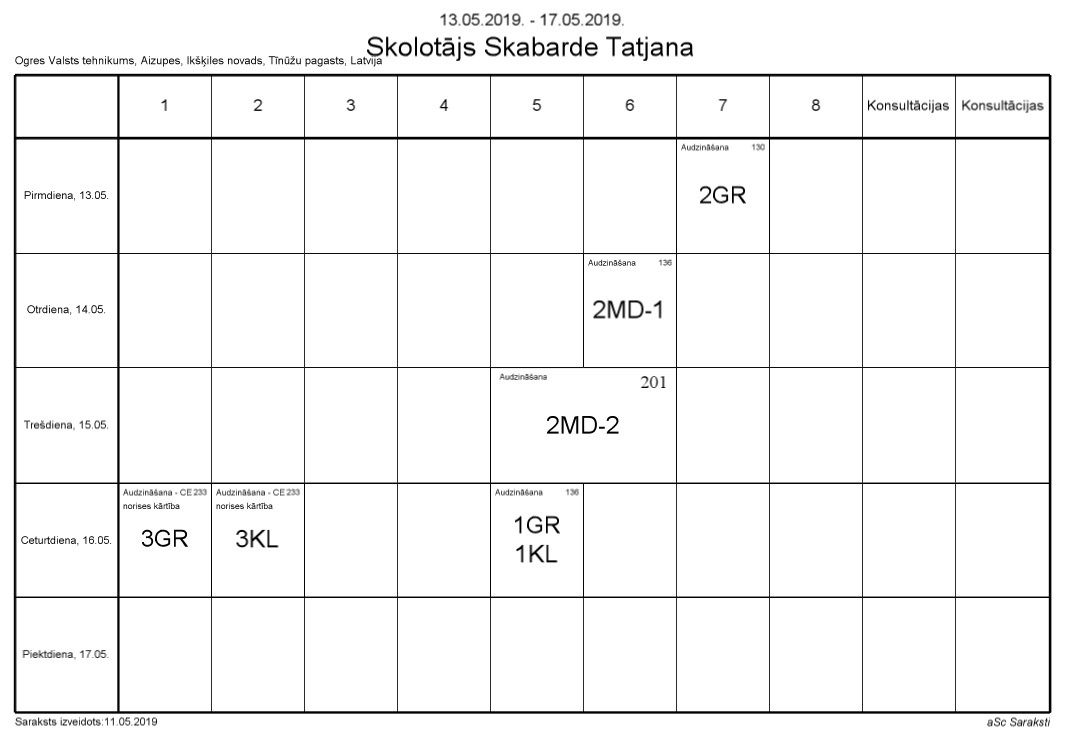 13.05.2019. - 17.05.2019.
Skolotājs Skabarde Tatjana
Ogres Valsts tehnikums, Aizupes, Ikšķiles novads, Tīnūžu pagasts, Latvija
1 2 3 4 5 6 7 8 Konsultācijas Konsultācijas
Pirmdiena, 13.05.
Audzināšana 130
2GR
Otrdiena, 14.05.
Audzināšana 136
2MD-1
Trešdiena, 15.05.
Audzināšana 201
2MD-2
Ceturtdiena, 16.05.
Audzināšana - CE 233
norises kārtība
3GR
Audzināšana - CE 233
norises kārtība
3KL
Audzināšana 136
1GR
1KL
Piektdiena, 17.05.
Saraksts izveidots:11.05.2019
aSc Saraksti